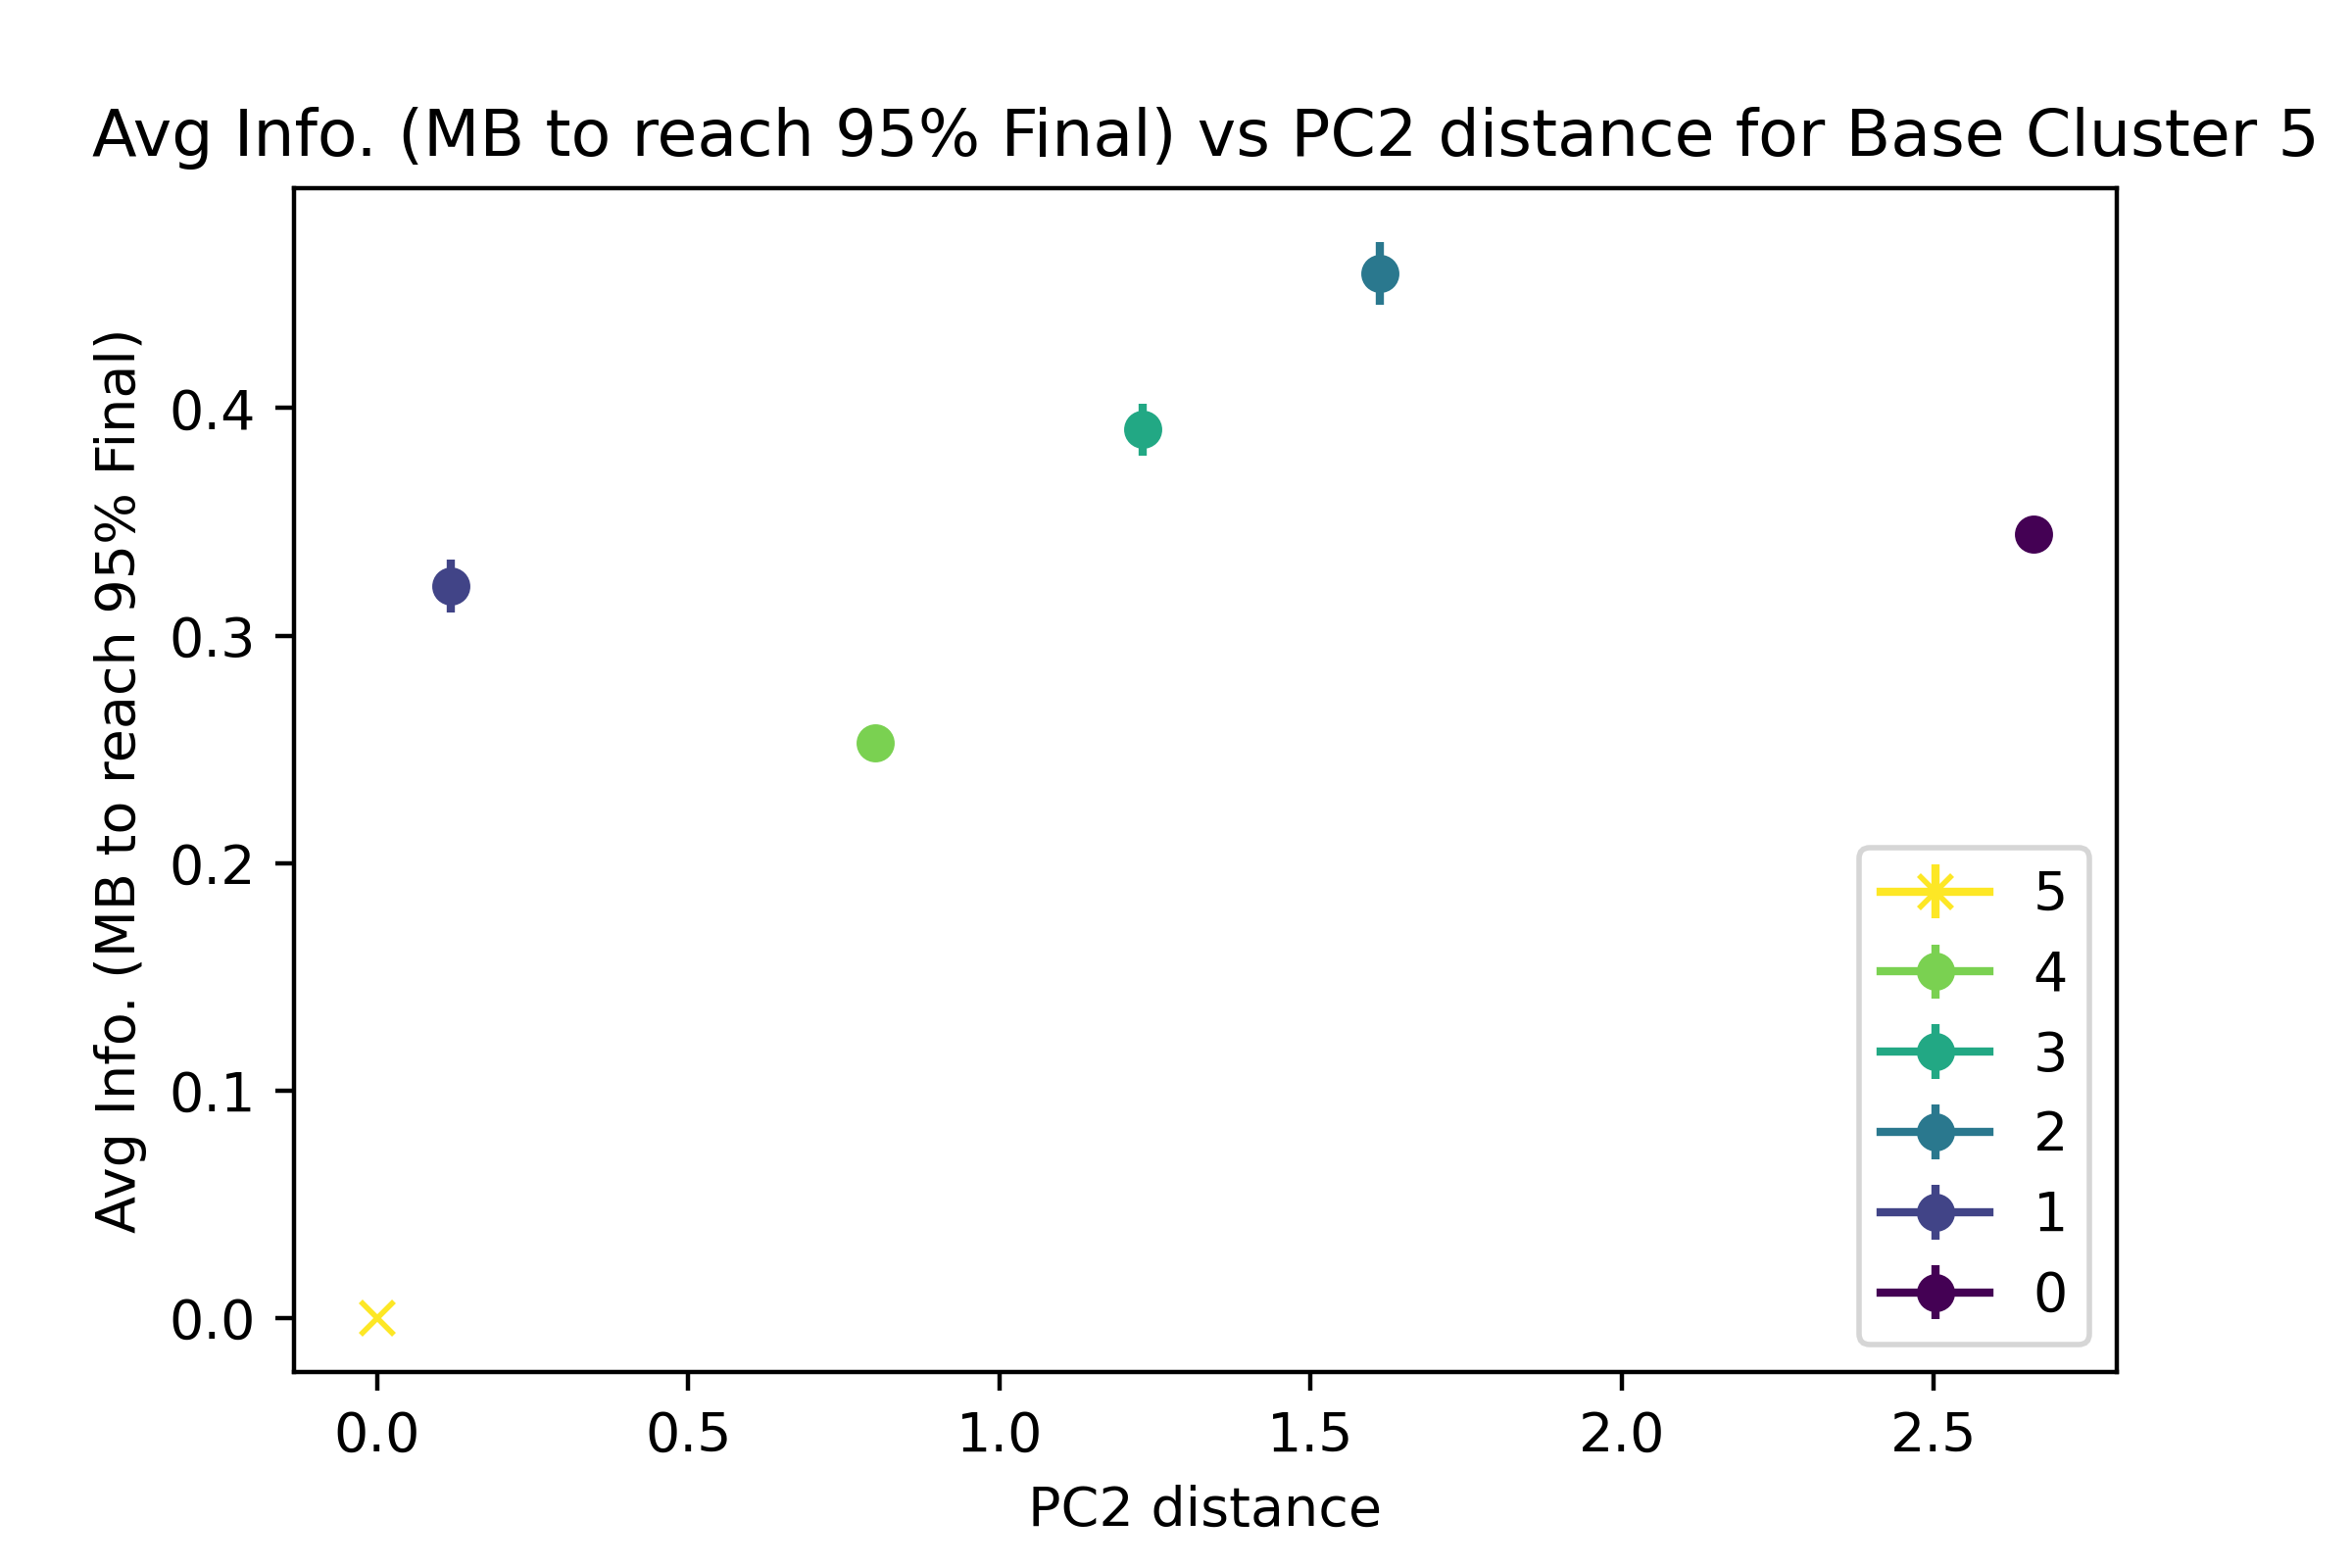 Avg Info. (MB to reach 95% Final) vs PC2 distance for Base Cluster 5
Avg Info. (MB to reach 95% Final)
0.4
0.3
0.2
0.1
0.0
5
4
3
2
1
0
0.0 0.5 1.0 1.5 2.0 2.5
PC2 distance